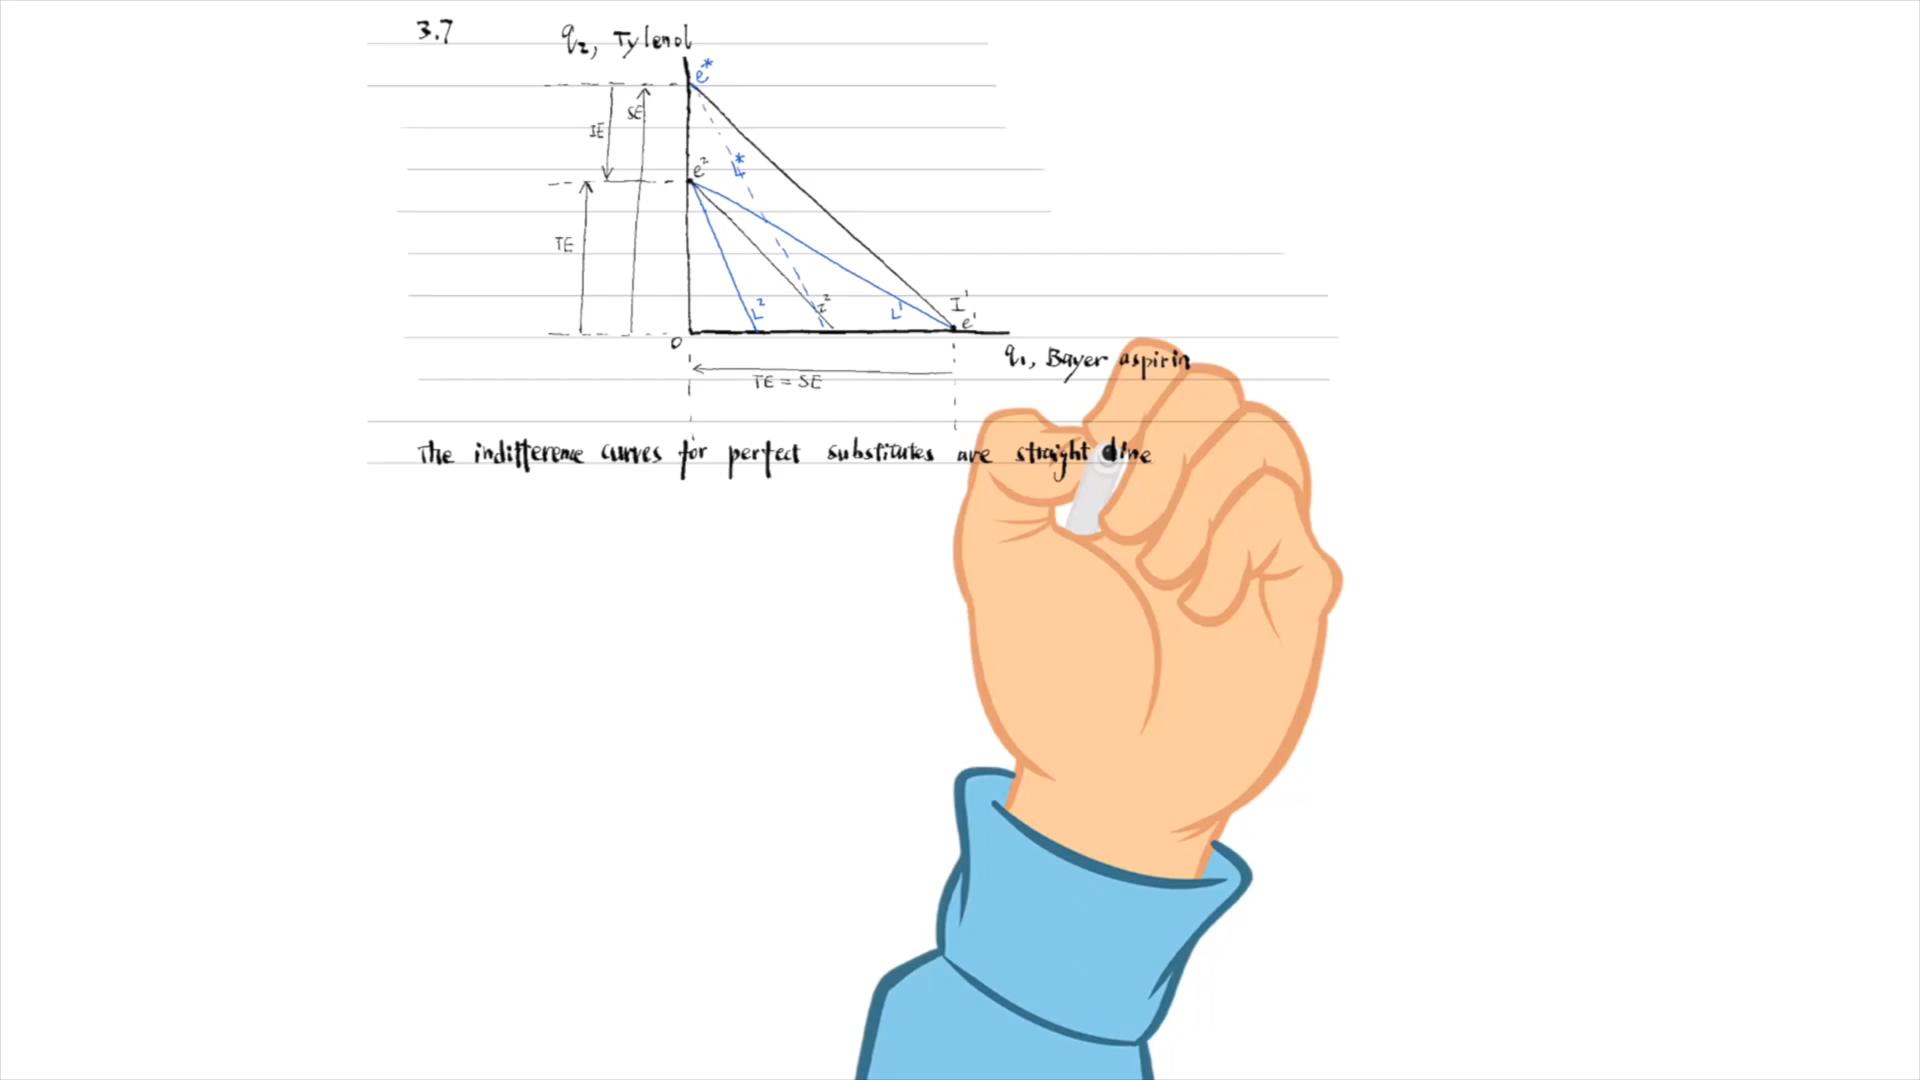 3.7
q₂, Tylenol
e*
SE
IE
L*
e²
TE
I¹
L²
I²
L¹
e¹
0
q₁, Bayer aspirin
TE = SE
The indifference curves for perfect substitutes are straight line